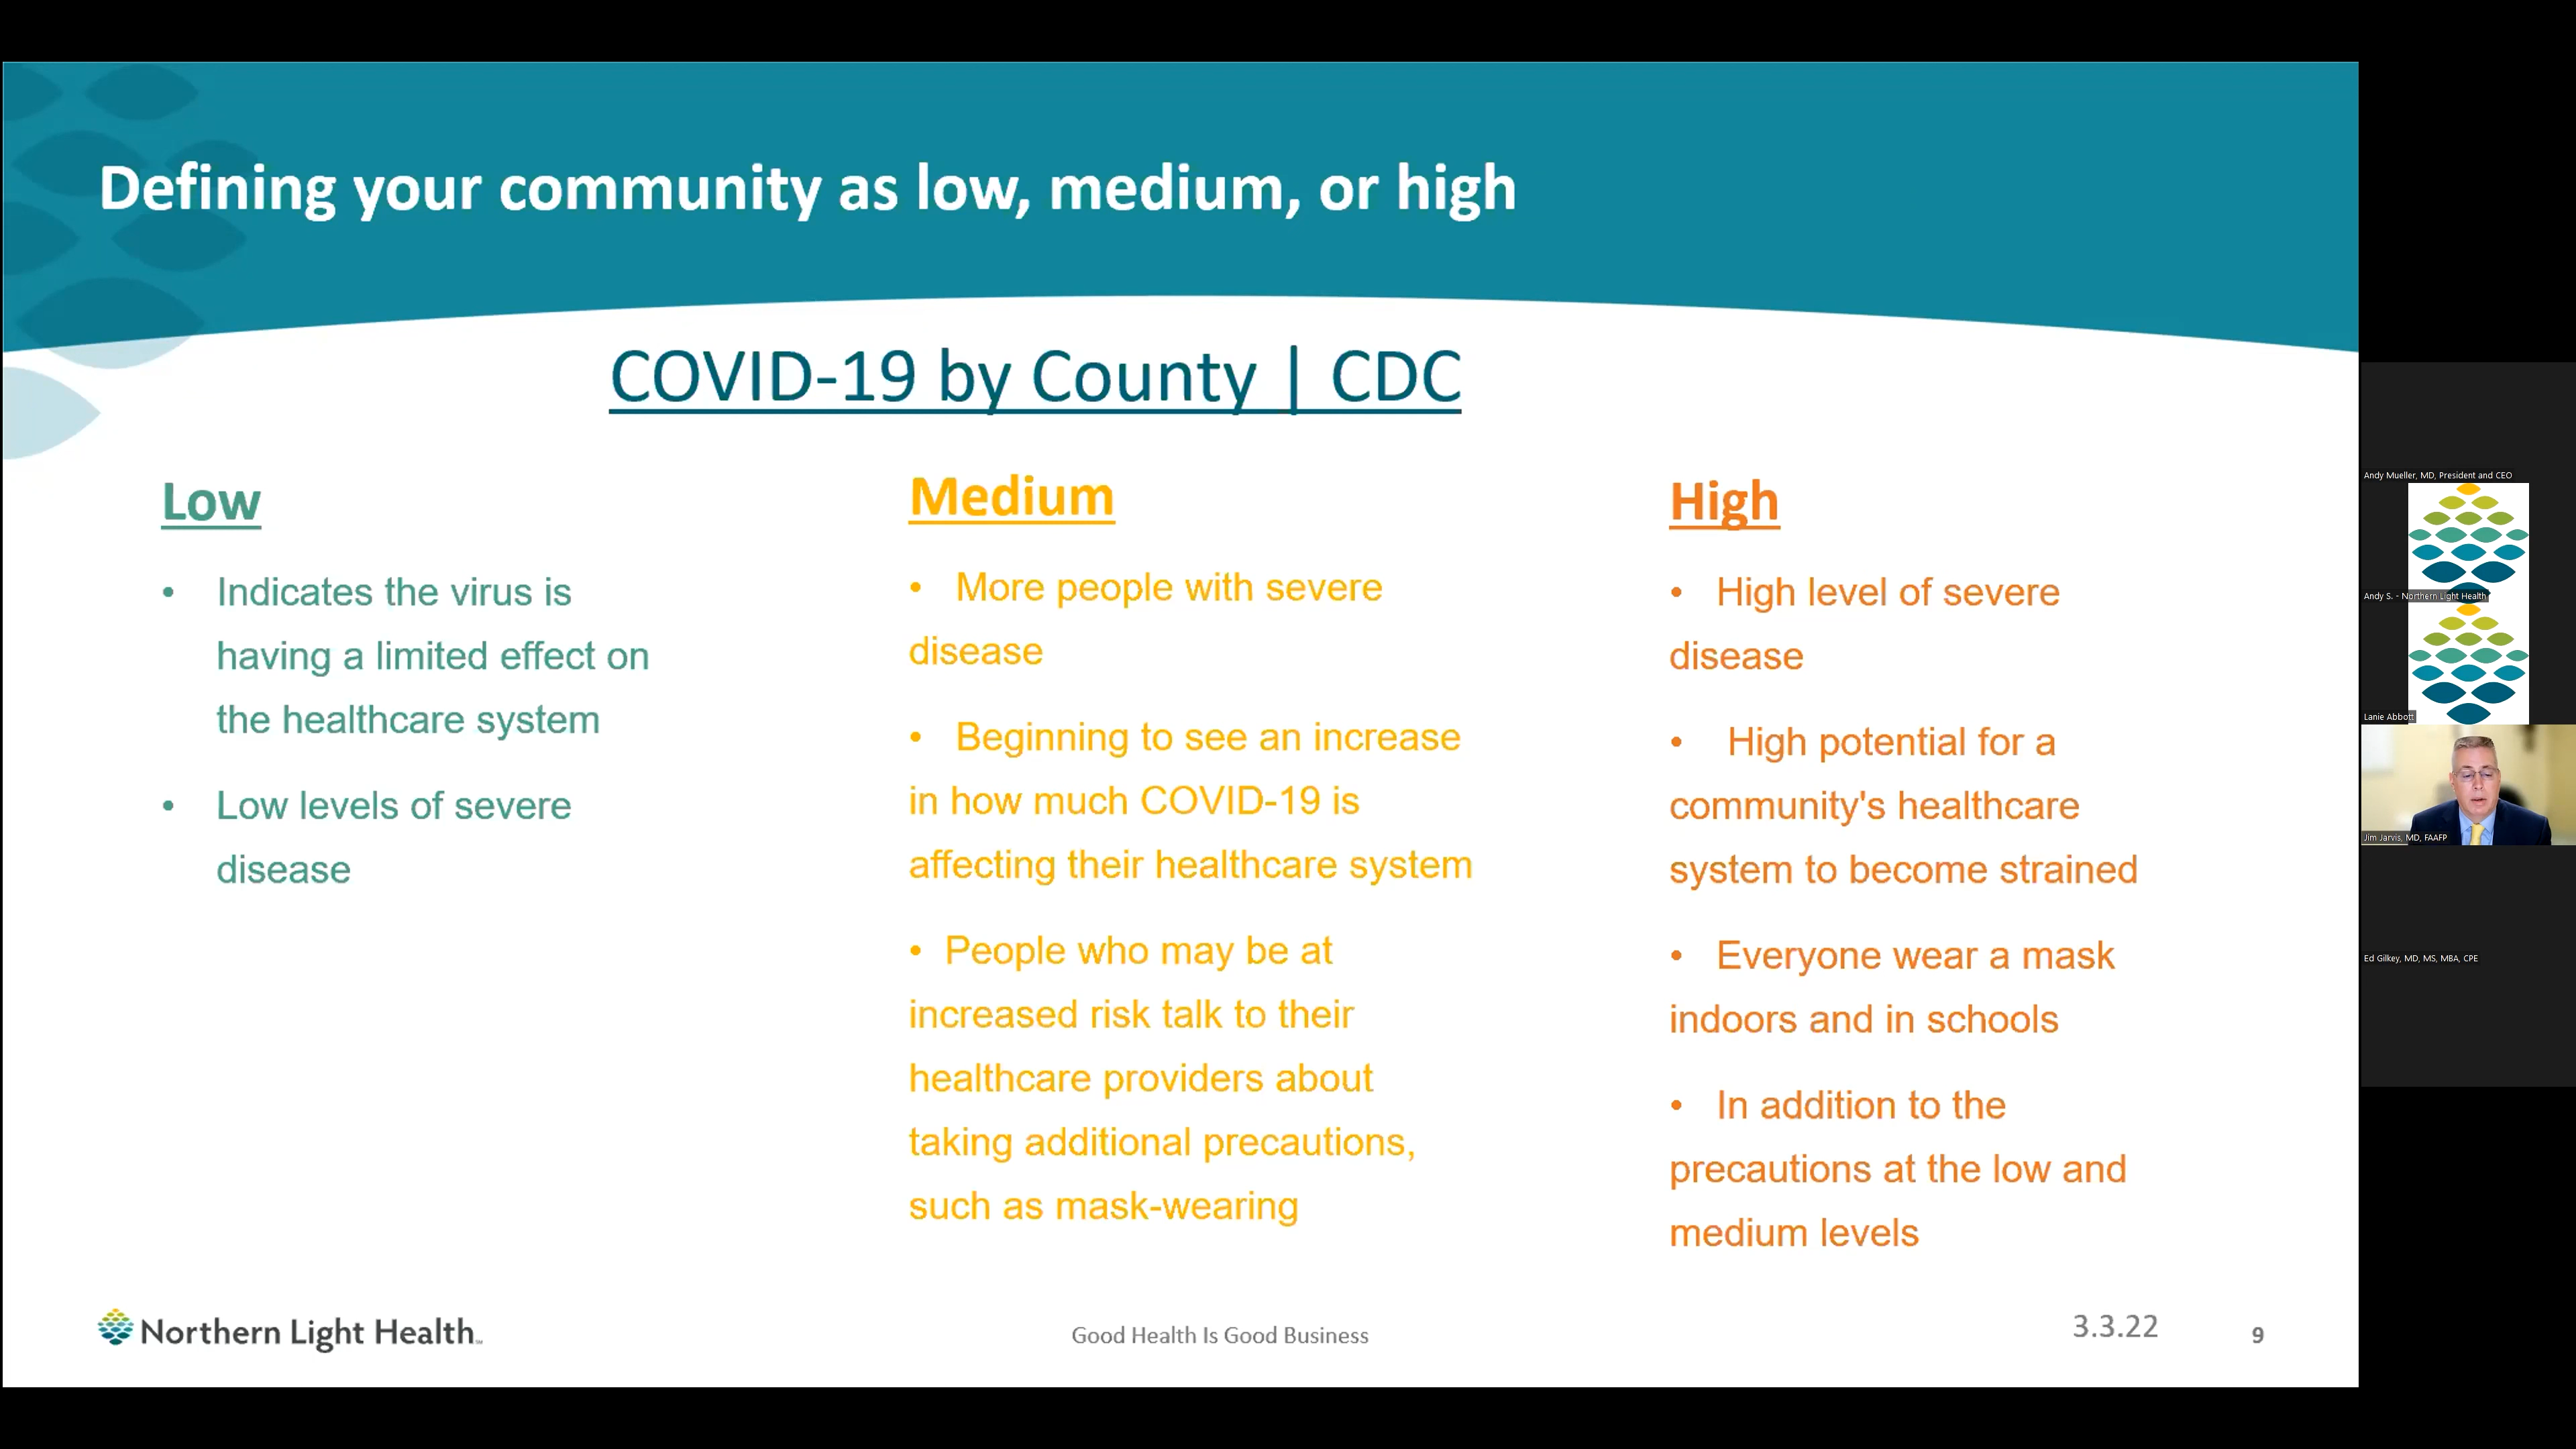 Defining your community as low, medium, or high
COVID-19 by County | CDC
Low
• Indicates the virus is
having a limited effect on
the healthcare system
• Low levels of severe
disease
Medium
• More people with severe
disease
• Beginning to see an increase
in how much COVID-19 is
affecting their healthcare system
• People who may be at
increased risk talk to their
healthcare providers about
taking additional precautions,
such as mask-wearing
High
• High level of severe
disease
• High potential for a
community's healthcare
system to become strained
• Everyone wear a mask
indoors and in schools
• In addition to the
precautions at the low and
medium levels
Northern Light Health
Good Health Is Good Business
3.3.22
9
Andy Mueller, MD, President and CEO
Andy S. - Northern Light Health
Lanie Abbott
Jim Jarvis, MD, FAAFP
Ed Gilkey, MD, MS, MBA, CPE